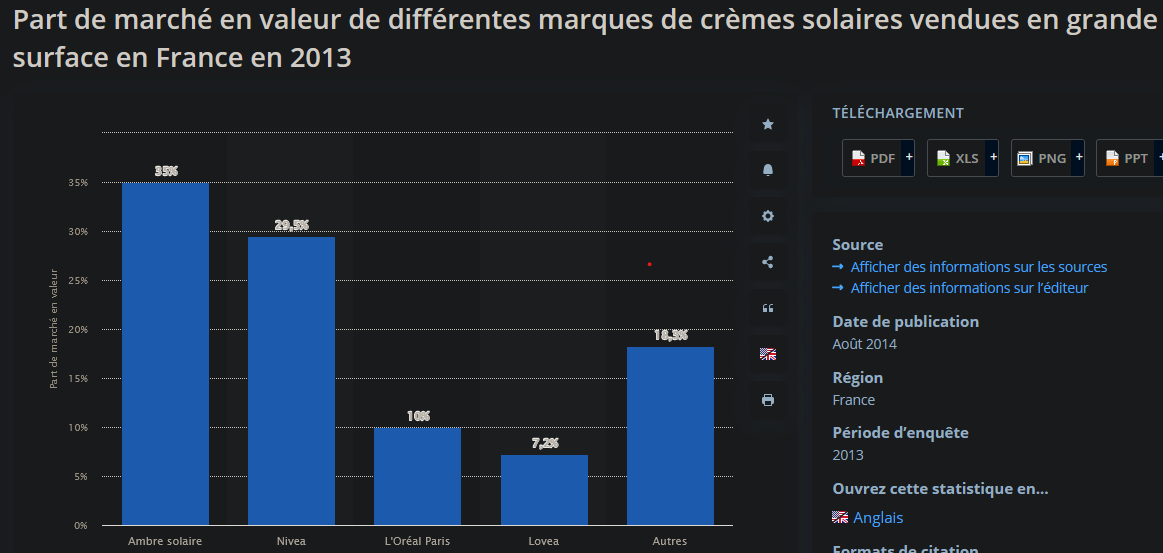 Part de marché en valeur de différentes marques de crèmes solaires vendues en grande
surface en France en 2013
35%
30%
25%
20%
15%
10%
5%
0%
Part de marché en valeur
35%
29,5%
10%
7,2%
18,3%
Ambre solaire
Nivea
L'Oréal Paris
Lovea
Autres
TÉLÉCHARGEMENT
PDF +
XLS +
PNG +
PPT +
Source
→ Afficher des informations sur les sources
→ Afficher des informations sur l’éditeur
Date de publication
Août 2014
Région
France
Période d’enquête
2013
Ouvrez cette statistique en...
Anglais
Formats de citation